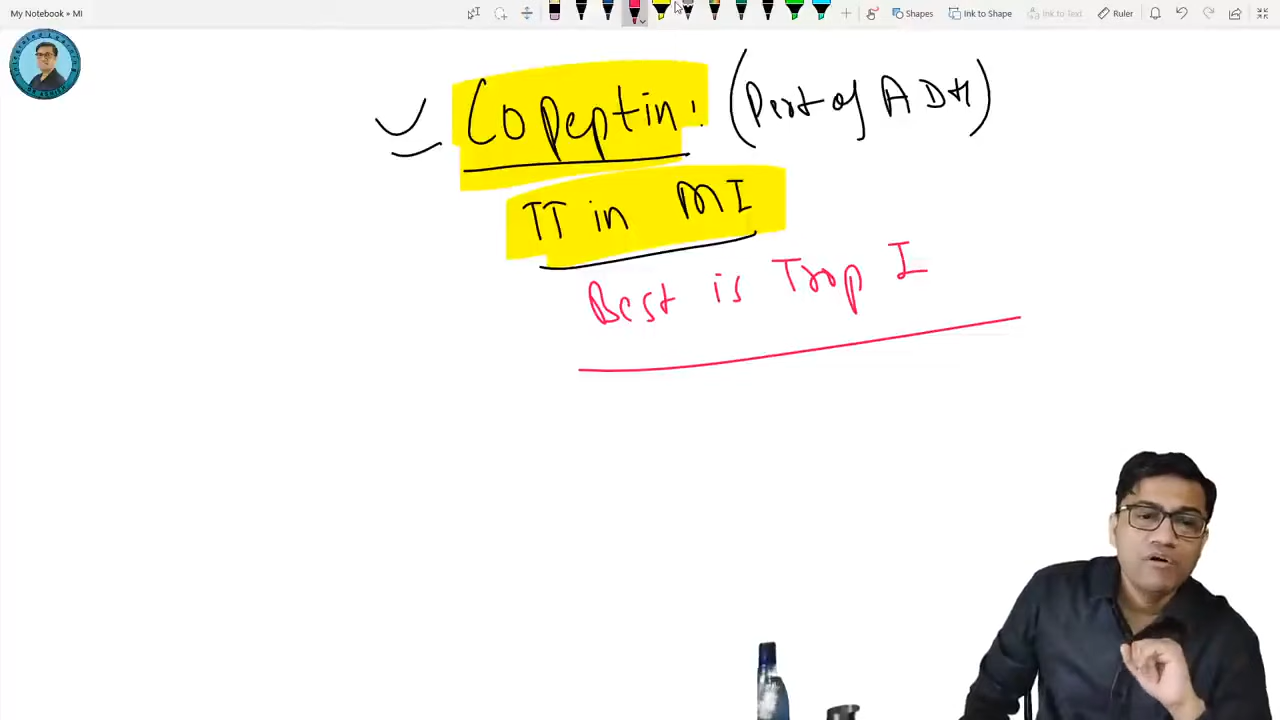 My Notebook » MI
Shapes
Ink to Shape
Ink to Text
Ruler
Copeptin: (Part of ADH)
↑↑ in MI
Best is Trop I